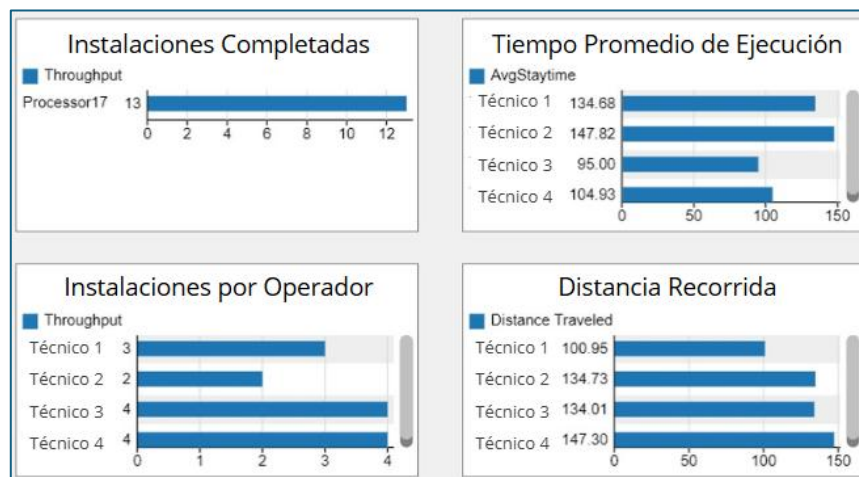 Instalaciones Completadas
Throughput
Processor17 13
0 2 4 6 8 10 12
Tiempo Promedio de Ejecución
AvgStaytime
Técnico 1 134.68
Técnico 2 147.82
Técnico 3 95.00
Técnico 4 104.93
0 50 100 150
Instalaciones por Operador
Throughput
Técnico 1 3
Técnico 2 2
Técnico 3 4
Técnico 4 4
0 1 2 3 4
Distancia Recorrida
Distance Traveled
Técnico 1 100.95
Técnico 2 134.73
Técnico 3 134.01
Técnico 4 147.30
0 50 100 150